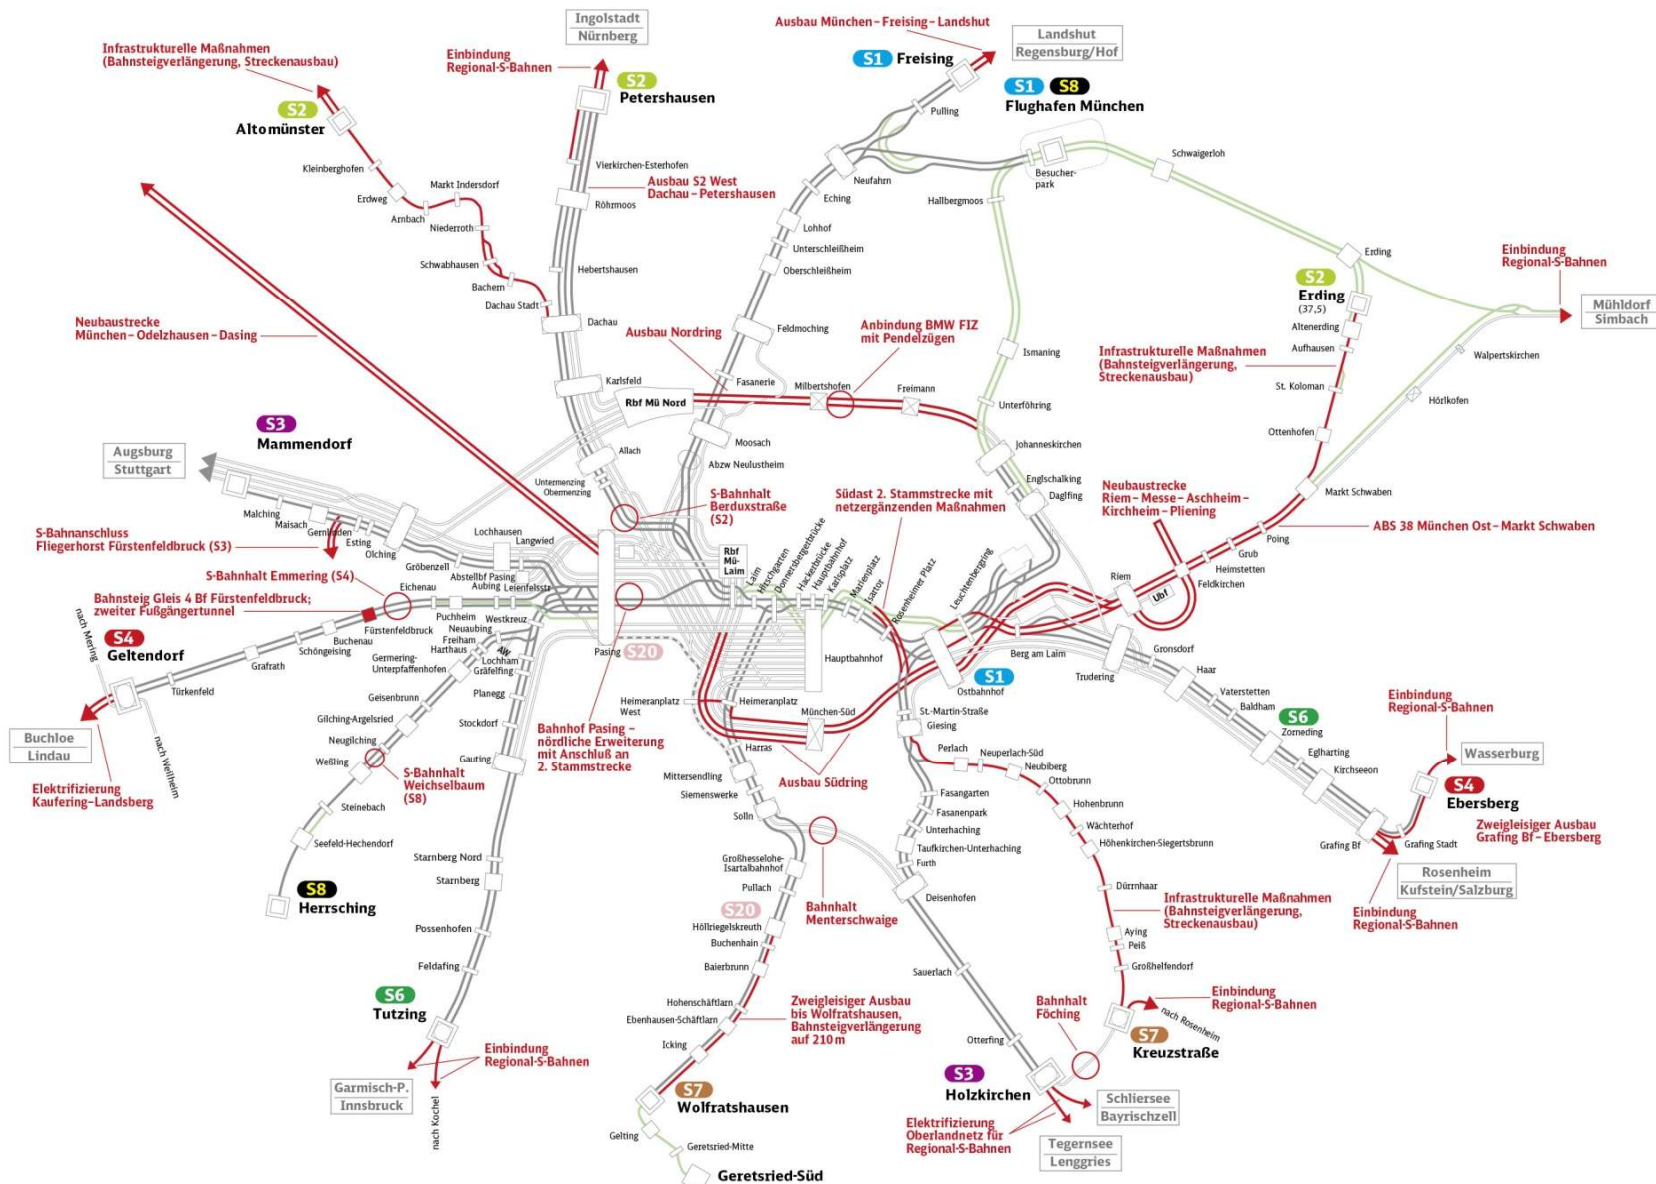 Ingolstadt
Nürnberg
Ausbau München–Freising–Landshut
Landshut
Regensburg/Hof
Infrastrukturelle Maßnahmen
(Bahnsteigverlängerung, Streckenausbau)
Einbindung
Regional-S-Bahnen
S2
Petershausen
S1 Freising
S1 S8
Flughafen München
S2
Altomünster
Pulling
Kleinberghofen
Erdweg
Arnbach
Markt Indersdorf
Niederroth
Schwabhausen
Bachern
Dachau Stadt
Vierkirchen-Esterhofen
Ausbau S2 West
Dachau–Petershausen
Röhrmoos
Hebertshausen
Dachau
Karlsfeld
Allach
Untermenzing
Obermenzing
Neufahrn
Eching
Lohhof
Unterschleißheim
Oberschleißheim
Feldmoching
Fasanerie
Moosach
Abzw Neulustheim
Besucher-
park
Schwaigerloh
Hallbergmoos
Ismaning
Unterföhring
Johanneskirchen
Englschalking
Daglfing
Erding
S2
Erding
(37,5)
Altenerding
Aufhausen
St. Koloman
Ottenhofen
Markt Schwaben
Einbindung
Regional-S-Bahnen
Mühldorf
Simbach
Walpertskirchen
Hörlkofen
Infrastrukturelle Maßnahmen
(Bahnsteigverlängerung,
Streckenausbau)
Neubaustrecke
München–Odelzhausen–Dasing
Ausbau Nordring
Anbindung BMW FIZ
mit Pendelzügen
Rbf Mü Nord
Milbertshofen
Freimann
S3
Mammendorf
Augsburg
Stuttgart
Malching
Maisach
Gernlinden
Esting
Olching
Gröbenzell
Lochhausen
Langwied
S-Bahnanschluss
Fliegerhorst Fürstenfeldbruck (S3)
S-Bahnhalt Emmering (S4)
Bahnsteig Gleis 4 Bf Fürstenfeldbruck;
zweiter Fußgängertunnel
S-Bahnhalt
Berduxstraße
(S2)
Südast 2. Stammstrecke mit
netzergänzenden Maßnahmen
Neubaustrecke
Riem–Messe–Aschheim–
Kirchheim–Pliening
ABS 38 München Ost–Markt Schwaben
Poing
Grub
Heimstetten
Feldkirchen
Riem
Ubf
Abstellbf Pasing
Aubing
Leienfelsstr
Eichenau
Puchheim
Westkreuz
Fürstenfeldbruck
Buchenau
Schöngeising
Grafrath
Türkenfeld
S4
Geltendorf
nach Mering
nach Weilheim
Buchloe
Lindau
Elektrifizierung
Kaufering–Landsberg
Neuaubing
Freiham
Harthaus
Germering-
Unterpfaffenhofen
Geisenbrunn
Gilching-Argelsried
Neugilching
Weßling
Steinebach
Seefeld-Hechendorf
S8
Herrsching
S-Bahnhalt
Weichselbaum
(S8)
AW
Lochham
Gräfelfing
Planegg
Stockdorf
Gauting
Starnberg Nord
Starnberg
Possenhofen
Feldafing
S6
Tutzing
Einbindung
Regional-S-Bahnen
Garmisch-P.
Innsbruck
nach Kochel
Pasing
S20
Bahnhof Pasing –
nördliche Erweiterung
mit Anschluß an
2. Stammstrecke
Rbf
Mü-
Laim
Laim
Hirschgarten
Donnersbergerbrücke
Hackerbrücke
Hauptbahnhof
Karlsplatz
Marienplatz
Isartor
Rosenheimer Platz
Leuchtenbergring
Hauptbahnhof
S1
Ostbahnhof
Berg am Laim
Trudering
Gronsdorf
Haar
Vaterstetten
Baldham
S6
Zorneding
Eglharting
Kirchseeon
Grafing Bf
Grafing Stadt
S4
Ebersberg
Einbindung
Regional-S-Bahnen
Wasserburg
Zweigleisiger Ausbau
Grafing Bf–Ebersberg
Rosenheim
Kufstein/Salzburg
Einbindung
Regional-S-Bahnen
Heimeranplatz
West
Heimeranplatz
München-Süd
Ausbau Südring
Harras
Mittersendling
Siemenswerke
Solln
Großhesselohe-
Isartalbahnhof
Pullach
S20
Höllriegelskreuth
Buchenhain
Baierbrunn
Hohenschäftlarn
Ebenhausen-Schäftlarn
Icking
S7
Wolfratshausen
Gelting
Geretsried-Mitte
Geretsried-Süd
Zweigleisiger Ausbau
bis Wolfratshausen,
Bahnsteigverlängerung
auf 210 m
Bahnhalt
Menterschwaige
St.-Martin-Straße
Giesing
Fasangarten
Fasanenpark
Unterhaching
Taufkirchen-Unterhaching
Furth
Deisenhofen
Sauerlach
Otterfing
S3
Holzkirchen
Perlach
Neuperlach-Süd
Neubiberg
Ottobrunn
Hohenbrunn
Wächterhof
Höhenkirchen-Siegertsbrunn
Dürrnhaar
Aying
Peiß
Großhelfendorf
S7
Kreuzstraße
Infrastrukturelle Maßnahmen
(Bahnsteigverlängerung,
Streckenausbau)
Einbindung
Regional-S-Bahnen
nach Rosenheim
Bahnhalt
Föching
Schliersee
Bayrischzell
Elektrifizierung
Oberlandnetz für
Regional-S-Bahnen
Tegernsee
Lenggries